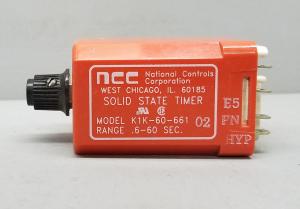 ncc National Controls Corporation
WEST CHICAGO, IL. 60185
SOLID STATE TIMER
MODEL K1K-60-661
RANGE .6-60 SEC.
02
E5
FN
HYP